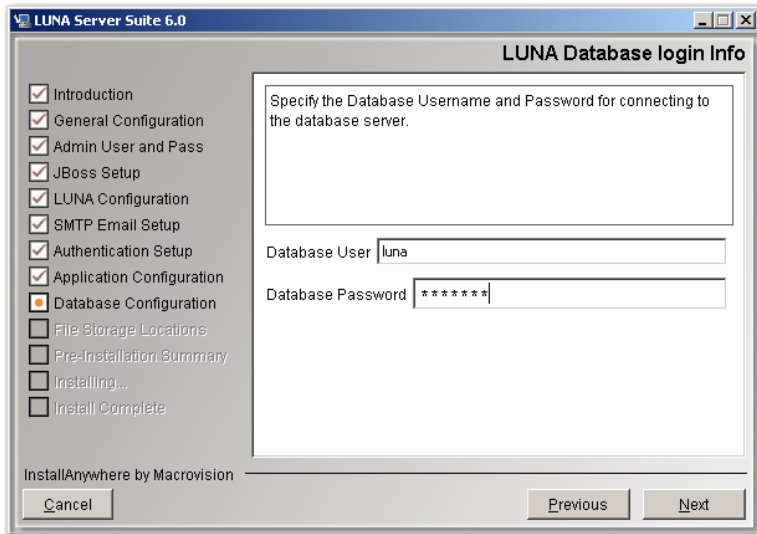 LUNA Server Suite 6.0
LUNA Database login Info
Introduction
General Configuration
Admin User and Pass
JBoss Setup
LUNA Configuration
SMTP Email Setup
Authentication Setup
Application Configuration
Database Configuration
File Storage Locations
Pre-Installation Summary
Installing...
Install Complete
Specify the Database Username and Password for connecting to
the database server.
Database User luna
Database Password *******
InstallAnywhere by Macrovision
Cancel Previous Next